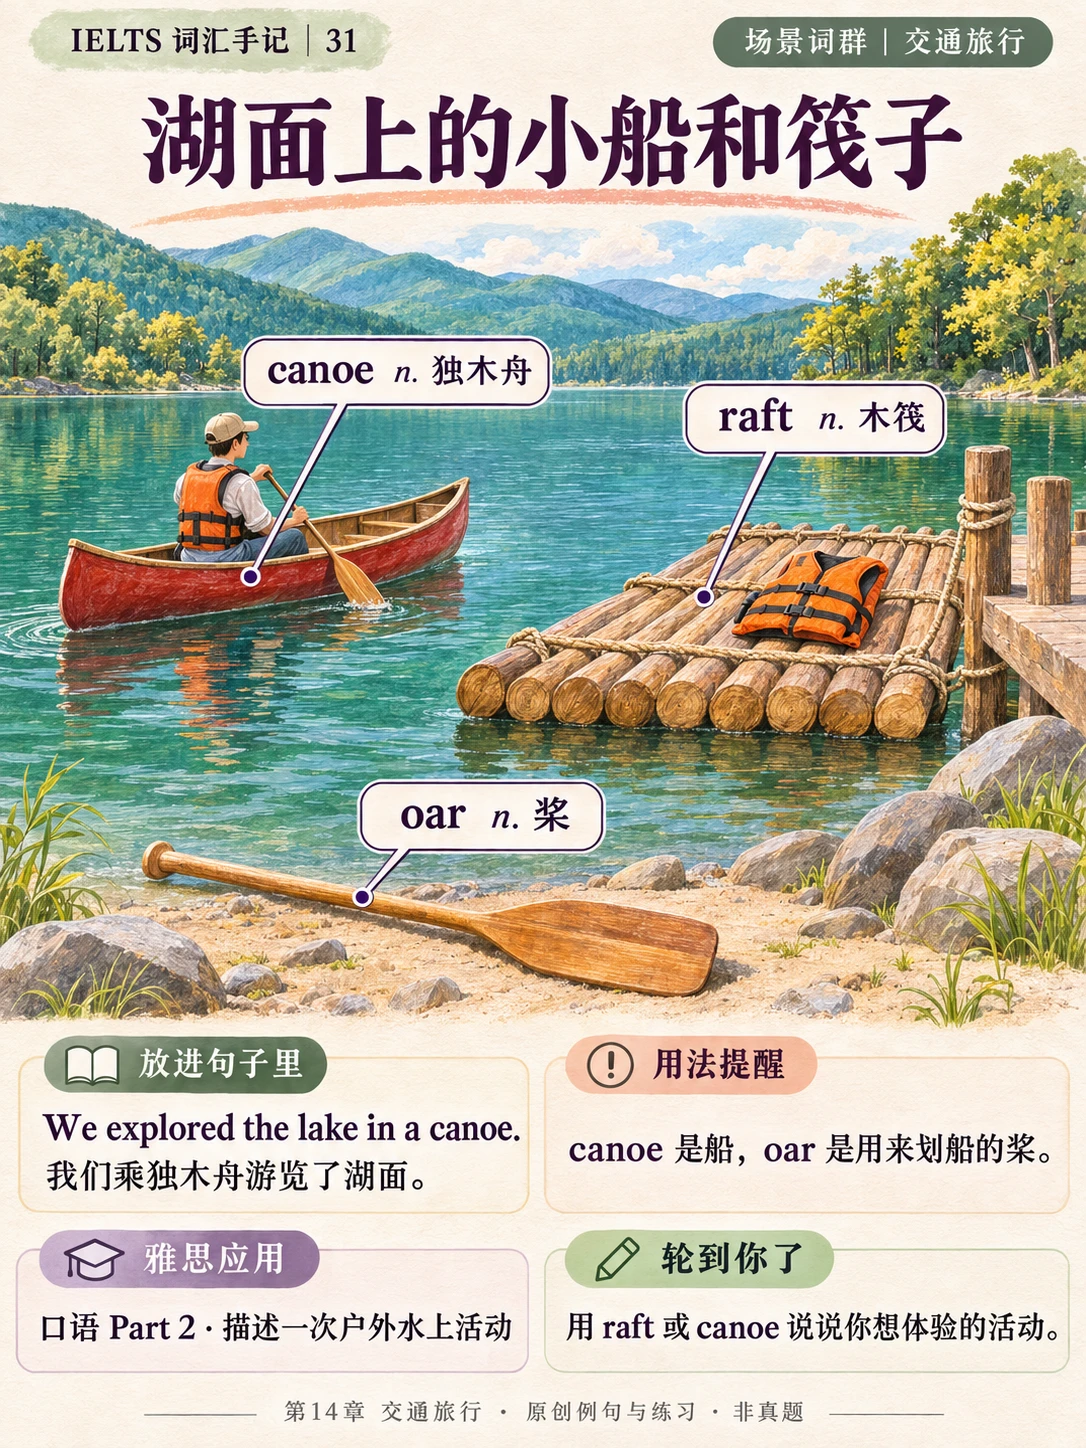 IELTS 词汇手记 | 31
场景词群 | 交通旅行
湖面上的小船和筏子
canoe n. 独木舟
raft n. 木筏
oar n. 桨
放进句子里
We explored the lake in a canoe.
我们乘独木舟游览了湖面。
用法提醒
canoe 是船，oar 是用来划船的桨。
雅思应用
口语 Part 2 · 描述一次户外水上活动
轮到你了
用 raft 或 canoe 说说你想体验的活动。
第14章 交通旅行 · 原创例句与练习 · 非真题